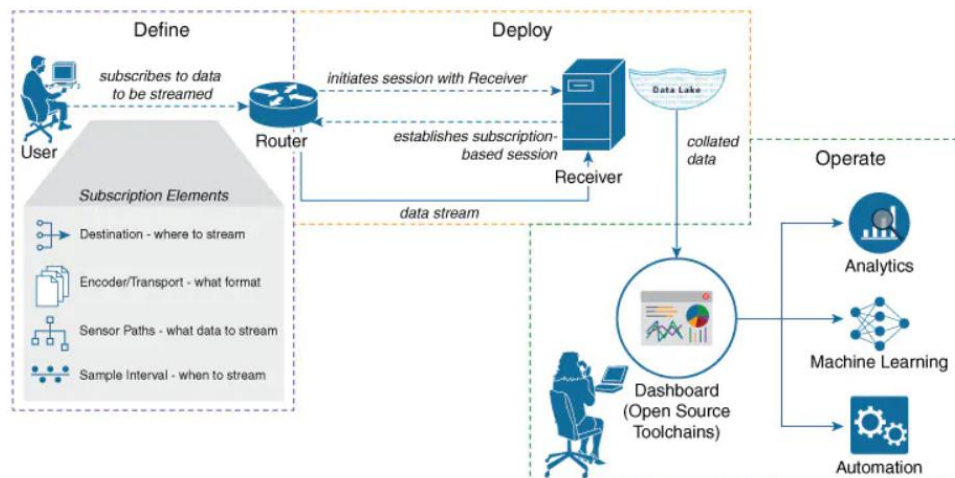 Define
Deploy
subscribes to data
to be streamed
initiates session with Receiver
Data Lake
User
Router
establishes subscription-
based session
Receiver
collated
data
Operate
Subscription Elements
data stream
Destination - where to stream
Encoder/Transport - what format
Sensor Paths - what data to stream
Sample Interval - when to stream
Analytics
Machine Learning
Dashboard
(Open Source
Toolchains)
Automation